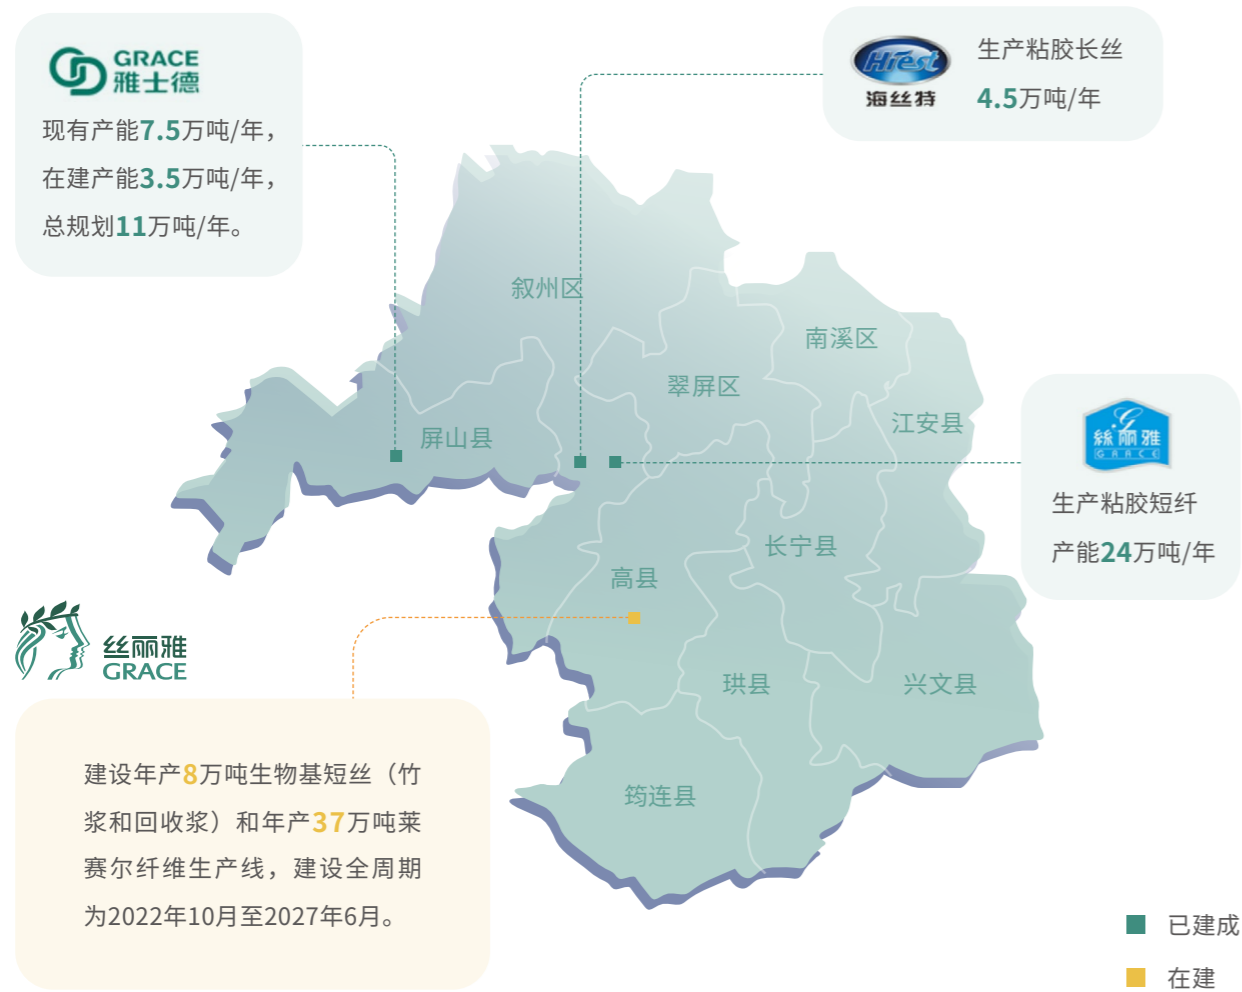 GRACE
雅士德
现有产能7.5万吨/年，
在建产能3.5万吨/年，
总规划11万吨/年。
Hiest
海丝特
生产粘胶长丝
4.5万吨/年
叙州区
南溪区
翠屏区
江安县
屏山县
丝丽雅
GRACE
生产粘胶短纤
产能24万吨/年
长宁县
高县
丝丽雅
GRACE
珙县
兴文县
筠连县
建设年产8万吨生物基短丝（竹
浆和回收浆）和年产37万吨莱
赛尔纤维生产线，建设全周期
为2022年10月至2027年6月。
已建成
在建